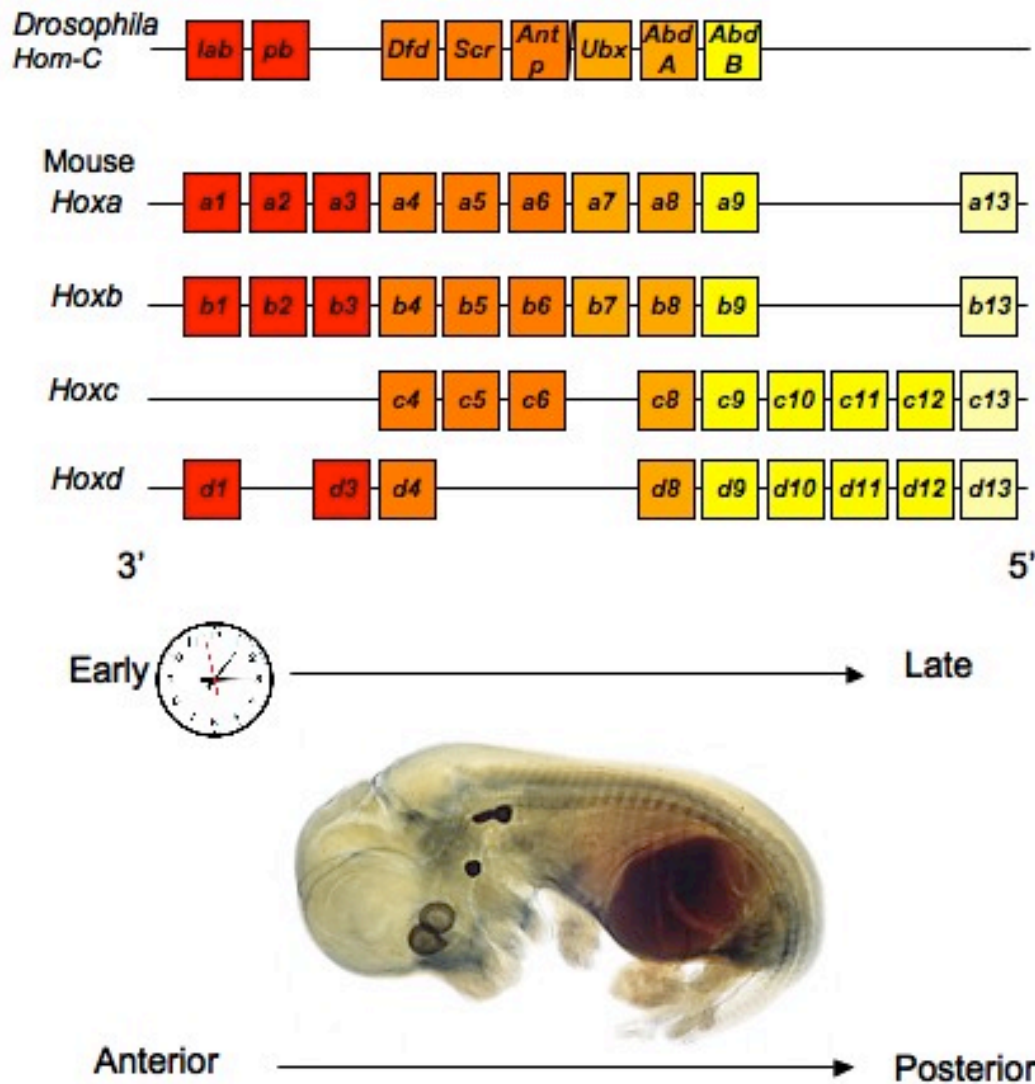 Drosophila
Hom-C
lab pb Dfd Scr Ant p Ubx Abd A Abd B
Mouse
Hoxa a1 a2 a3 a4 a5 a6 a7 a8 a9 a13
Hoxb b1 b2 b3 b4 b5 b6 b7 b8 b9 b13
Hoxc c4 c5 c6 c8 c9 c10 c11 c12 c13
Hoxd d1 d3 d4 d8 d9 d10 d11 d12 d13
3’ 5’
Early Late
Anterior Posterior